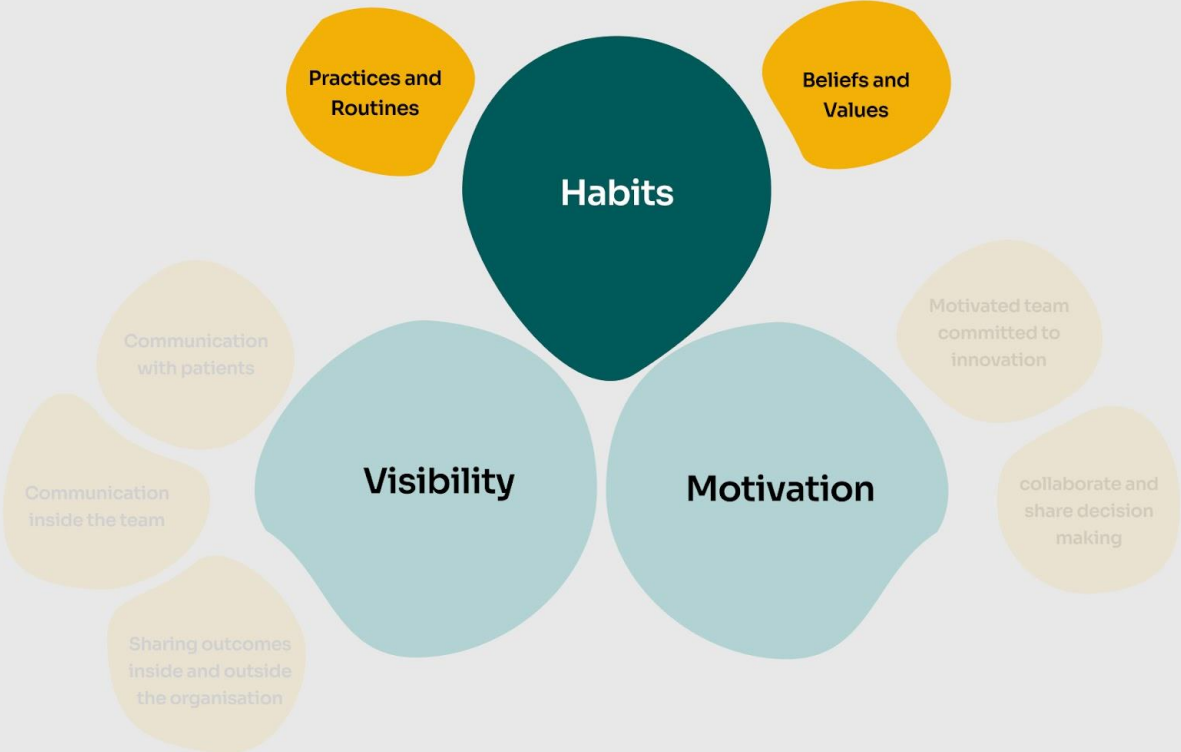 Practices and
Routines
Beliefs and
Values
Habits
Communication
with patients
Motivated team
committed to
innovation
Visibility
Motivation
Communication
inside the team
collaborate and
share decision
making
Sharing outcomes
inside and outside
the organisation